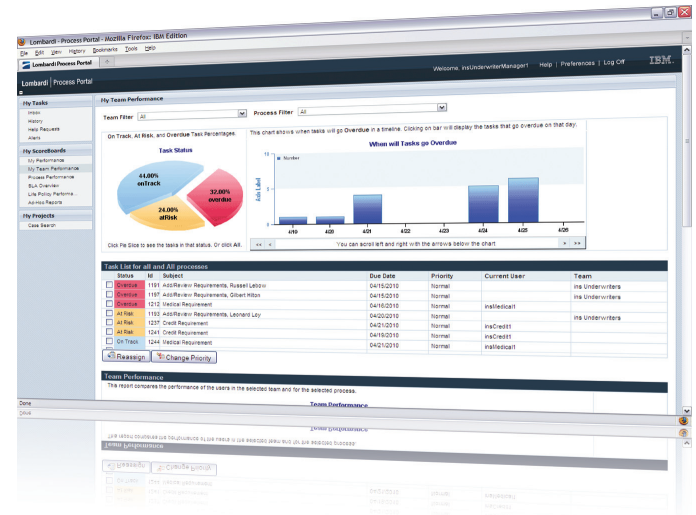 Lombardi - Process Portal - Mozilla Firefox: IBM Edition
File Edit View History Bookmarks Tools Help
Lombardi Process Portal
Lombardi | Process Portal
Welcome, insUnderwriterManager1 Help | Preferences | Log Off
IBM
My Tasks
Inbox
History
Help Requests
Alerts
My ScoreBoards
My Performance
My Team Performance
Process Performance
SLA Overview
Life Policy Performa...
Ad-Hoc Reports
My Projects
Case Search
My Team Performance
Team Filter All
Process Filter All
On Track, At Risk, and Overdue Task Percentages.
Task Status
44.00%
onTrack
32.00%
overdue
24.00%
atRisk
Click Pie Slice to see the tasks in that status. Or click All.
This chart shows when tasks will go Overdue in a timeline. Clicking on bar will display the tasks that go overdue on that day.
When will Tasks go Overdue
Number
Axis Label
10
5
0
4/19 4/20 4/21 4/22 4/23 4/24 4/25 4/26
<< < You can scroll left and right with the arrows below the chart > >>
Task List for all and All processes
Status Id Subject Due Date Priority Current User Team
Overdue 1191 Add/Review Requirements, Russell Lebow 04/15/2010 Normal ins Underwriters
Overdue 1197 Add/Review Requirements, Gilbert Hilton 04/15/2010 Normal ins Underwriters
Overdue 1212 Medical Requirement 04/16/2010 Normal insMedical1
At Risk 1193 Add/Review Requirements, Leonard Loy 04/20/2010 Normal ins Underwriters
At Risk 1237 Credit Requirement 04/21/2010 Normal insCredit1
At Risk 1241 Credit Requirement 04/19/2010 Normal insCredit1
On Track 1244 Medical Requirement 04/21/2010 Normal insMedical1
Reassign Change Priority
Team Performance
This report compares the performance of the users in the selected team and for the selected process.
Team Performance
Done